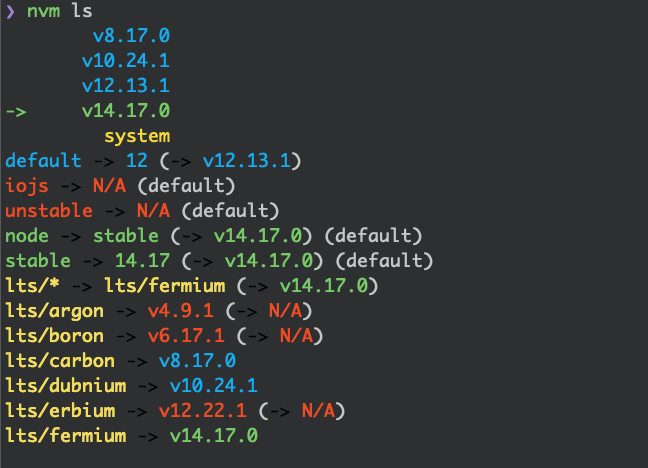 ❯ nvm ls
v8.17.0
v10.24.1
v12.13.1
-> v14.17.0
system
default -> 12 (-> v12.13.1)
iojs -> N/A (default)
unstable -> N/A (default)
node -> stable (-> v14.17.0) (default)
stable -> 14.17 (-> v14.17.0) (default)
lts/* -> lts/fermium (-> v14.17.0)
lts/argon -> v4.9.1 (-> N/A)
lts/boron -> v6.17.1 (-> N/A)
lts/carbon -> v8.17.0
lts/dubnium -> v10.24.1
lts/erbium -> v12.22.1 (-> N/A)
lts/fermium -> v14.17.0